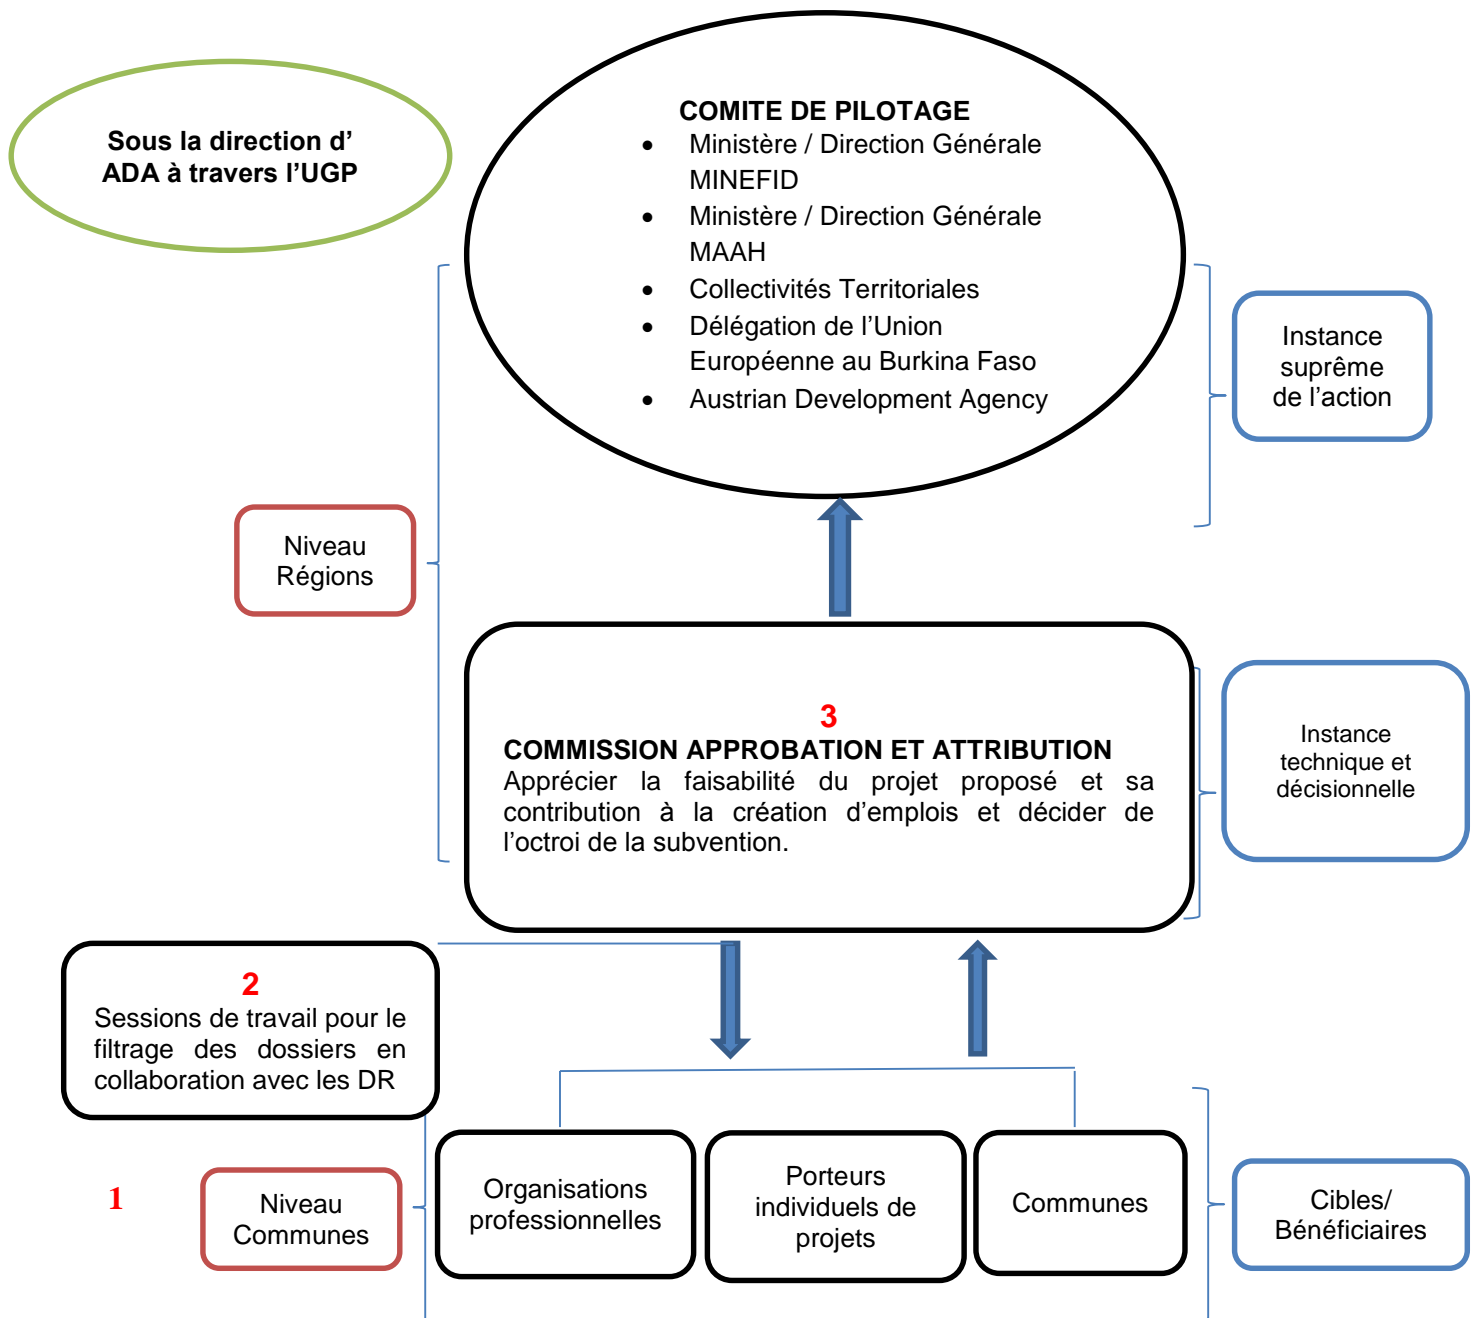 Sous la direction d’
ADA à travers l’UGP
COMITE DE PILOTAGE
• Ministère / Direction Générale
MINEFID
• Ministère / Direction Générale
MAAH
• Collectivités Territoriales
• Délégation de l’Union
Européenne au Burkina Faso
• Austrian Development Agency
Instance
suprême
de l’action
Niveau
Régions
3
COMMISSION APPROBATION ET ATTRIBUTION
Apprécier la faisabilité du projet proposé et sa
contribution à la création d’emplois et décider de
l’octroi de la subvention.
Instance
technique et
décisionnelle
2
Sessions de travail pour le
filtrage des dossiers en
collaboration avec les DR
1
Niveau
Communes
Organisations
professionnelles
Porteurs
individuels de
projets
Communes
Cibles/
Bénéficiaires